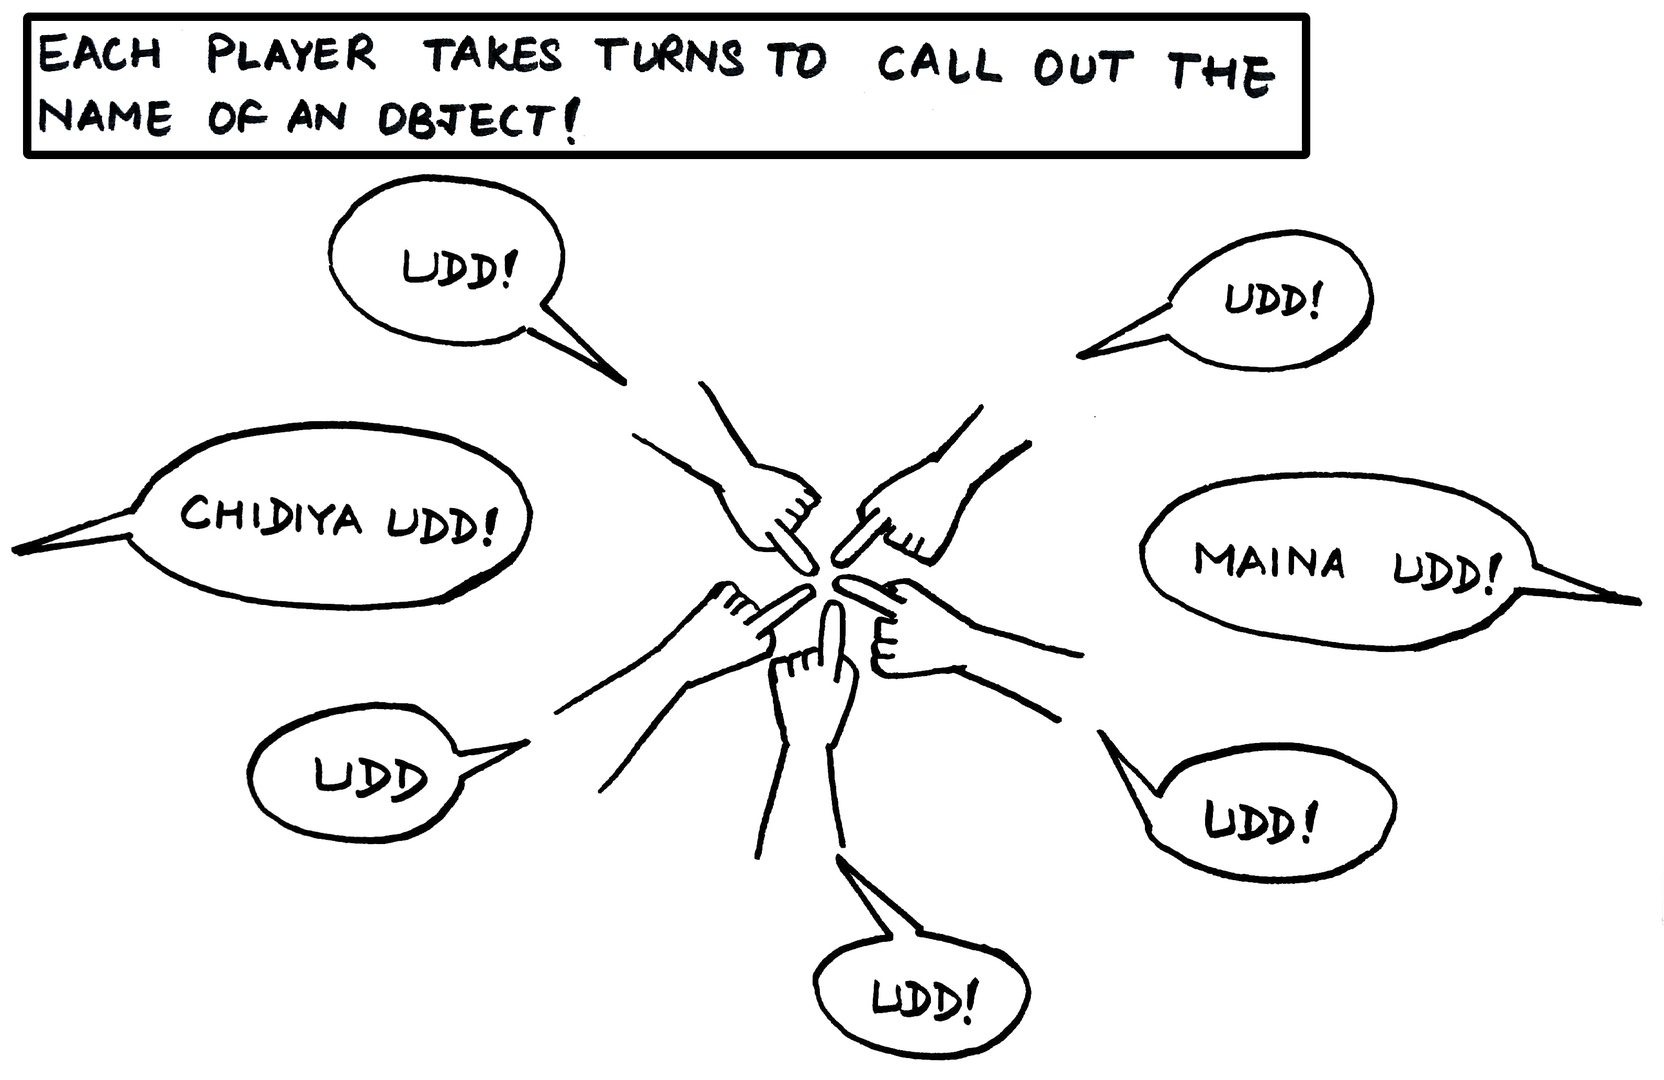 EACH PLAYER TAKES TURNS TO CALL OUT THE
NAME OF AN OBJECT!
UDD!
UDD!
CHIDIYA UDD!
MAINA UDD!
UDD
UDD!
UDD!